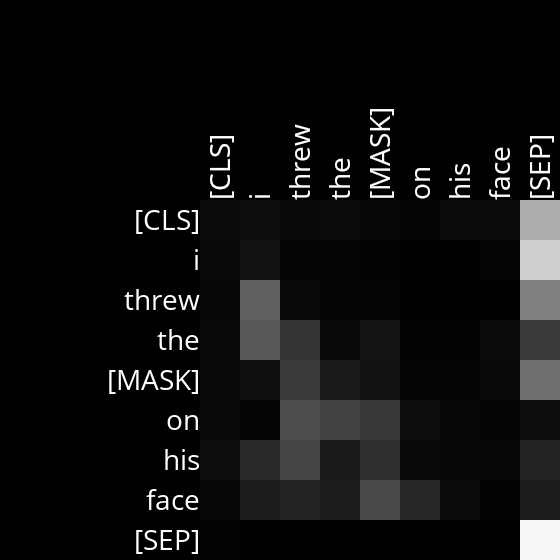 [CLS] i threw the [MASK] on his face [SEP]
[CLS]
i
threw
the
[MASK]
on
his
face
[SEP]